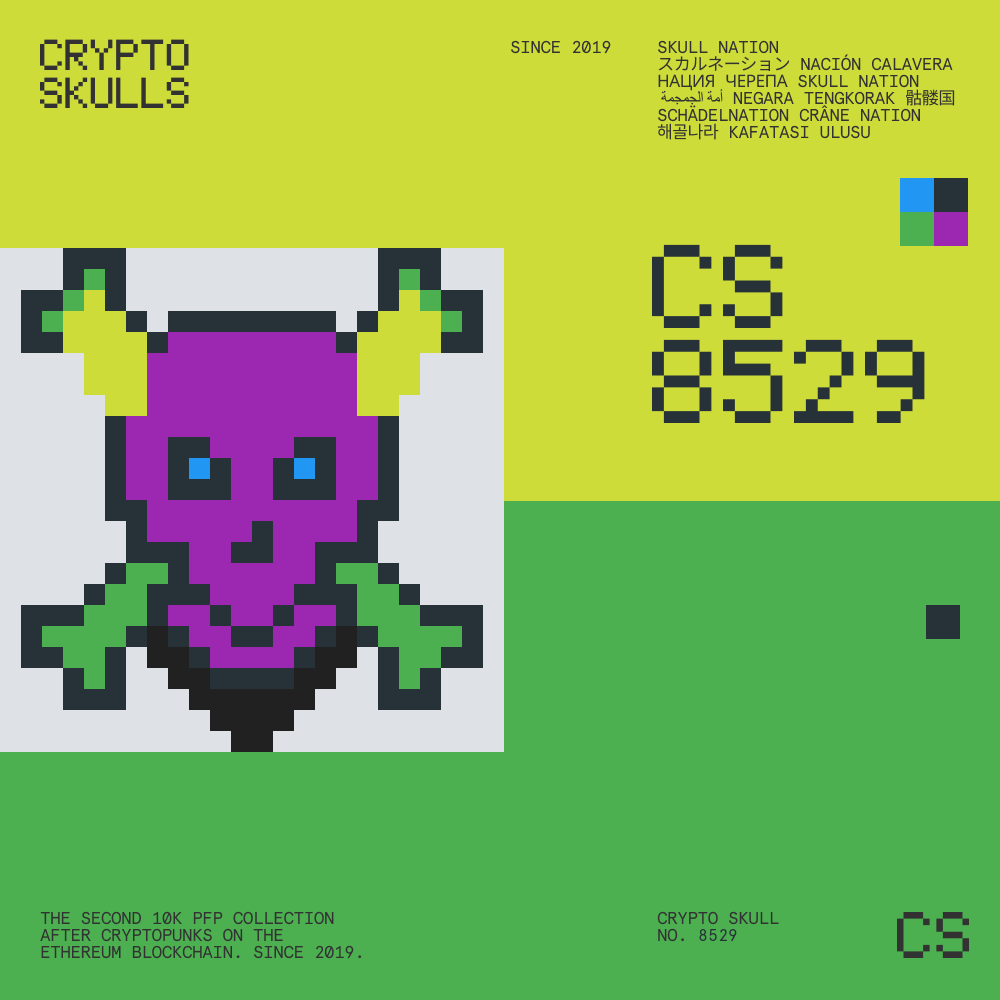 CRYPTO
SKULLS
SINCE 2019
SKULL NATION
スカルネーション NACIÓN CALAVERA
НАЦИЯ ЧЕРЕПА SKULL NATION
أمة الجمجمة NEGARA TENGKORAK 骷髅国
SCHÄDELNATION CRÂNE NATION
해골나라 KAFATASI ULUSU
CS
8529
THE SECOND 10K PFP COLLECTION
AFTER CRYPTOPUNKS ON THE
ETHEREUM BLOCKCHAIN. SINCE 2019.
CRYPTO SKULL
NO. 8529
CS